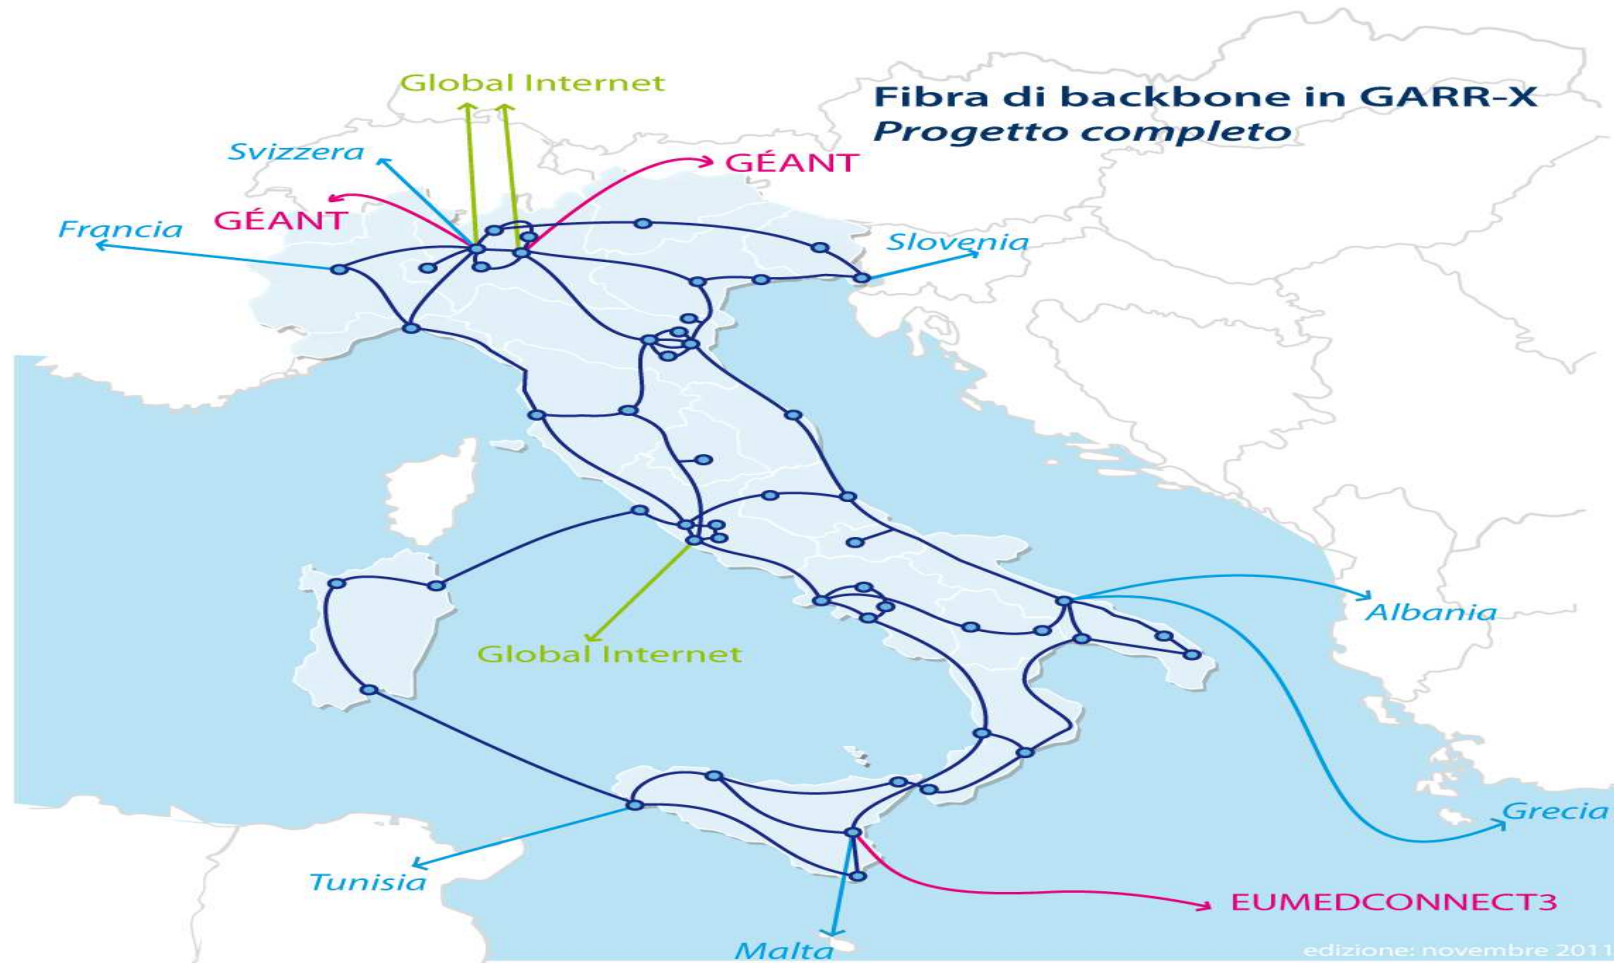 Global Internet
Fibra di backbone in GARR-X
Progetto completo
Svizzera
GÉANT
GÉANT
Francia
Slovenia
Global Internet
Albania
Grecia
Tunisia
EUMEDCONNECT3
Malta
edizione: novembre 2011